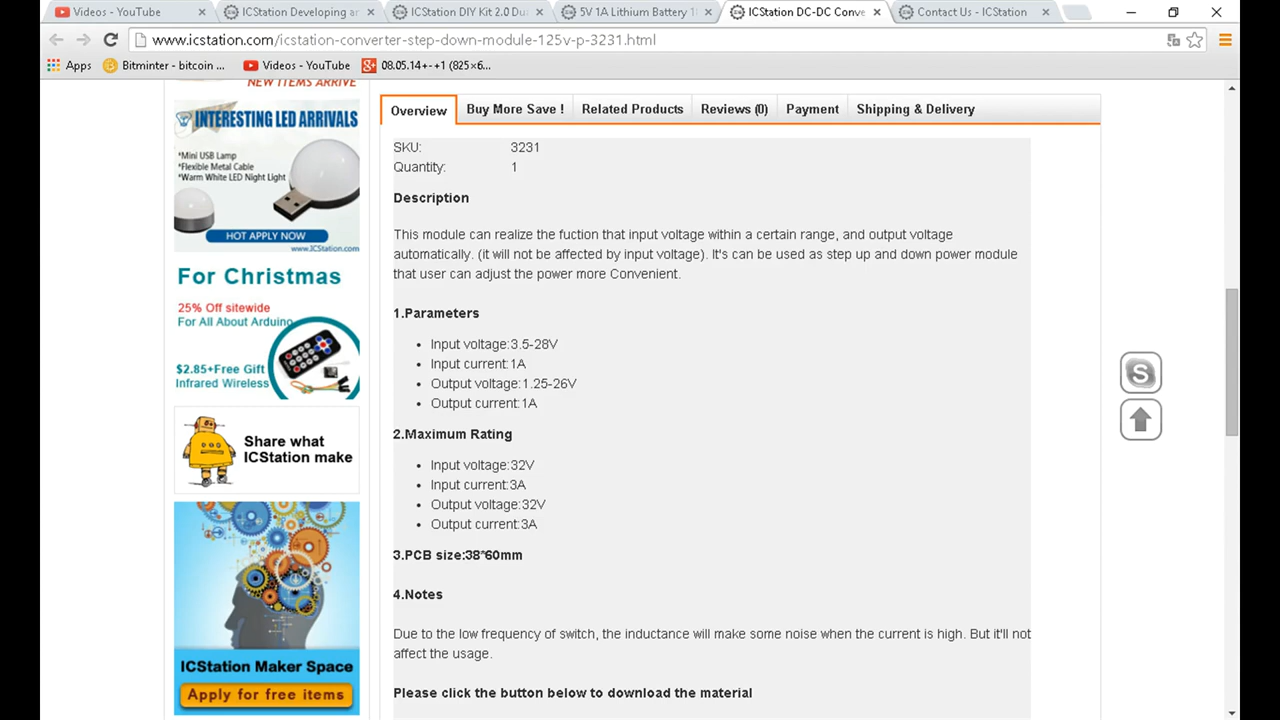 Videos - YouTube
ICStation Developing ar
ICStation DIY Kit 2.0 Du
5V 1A Lithium Battery 1
ICStation DC-DC Conve
Contact Us - ICStation
www.icstation.com/icstation-converter-step-down-module-125v-p-3231.html
Apps
Bitminter - bitcoin ...
Videos - YouTube
08.05.14+-+1 (825×6...
NEW ITEMS ARRIVE
INTERESTING LED ARRIVALS
*Mini USB Lamp
*Flexible Metal Cable
*Warm White LED Night Light
HOT APPLY NOW
www.ICStation.com
For Christmas
25% Off sitewide
For All About Arduino
$2.85+Free Gift
Infrared Wireless
Share what
ICStation make
ICStation Maker Space
Apply for free items
Overview
Buy More Save !
Related Products
Reviews (0)
Payment
Shipping & Delivery
SKU: 3231
Quantity: 1
Description
This module can realize the fuction that input voltage within a certain range, and output voltage
automatically. (it will not be affected by input voltage). It's can be used as step up and down power module
that user can adjust the power more Convenient.
1.Parameters
• Input voltage:3.5-28V
• Input current:1A
• Output voltage:1.25-26V
• Output current:1A
2.Maximum Rating
• Input voltage:32V
• Input current:3A
• Output voltage:32V
• Output current:3A
3.PCB size:38*60mm
4.Notes
Due to the low frequency of switch, the inductance will make some noise when the current is high. But it'll not
affect the usage.
Please click the button below to download the material